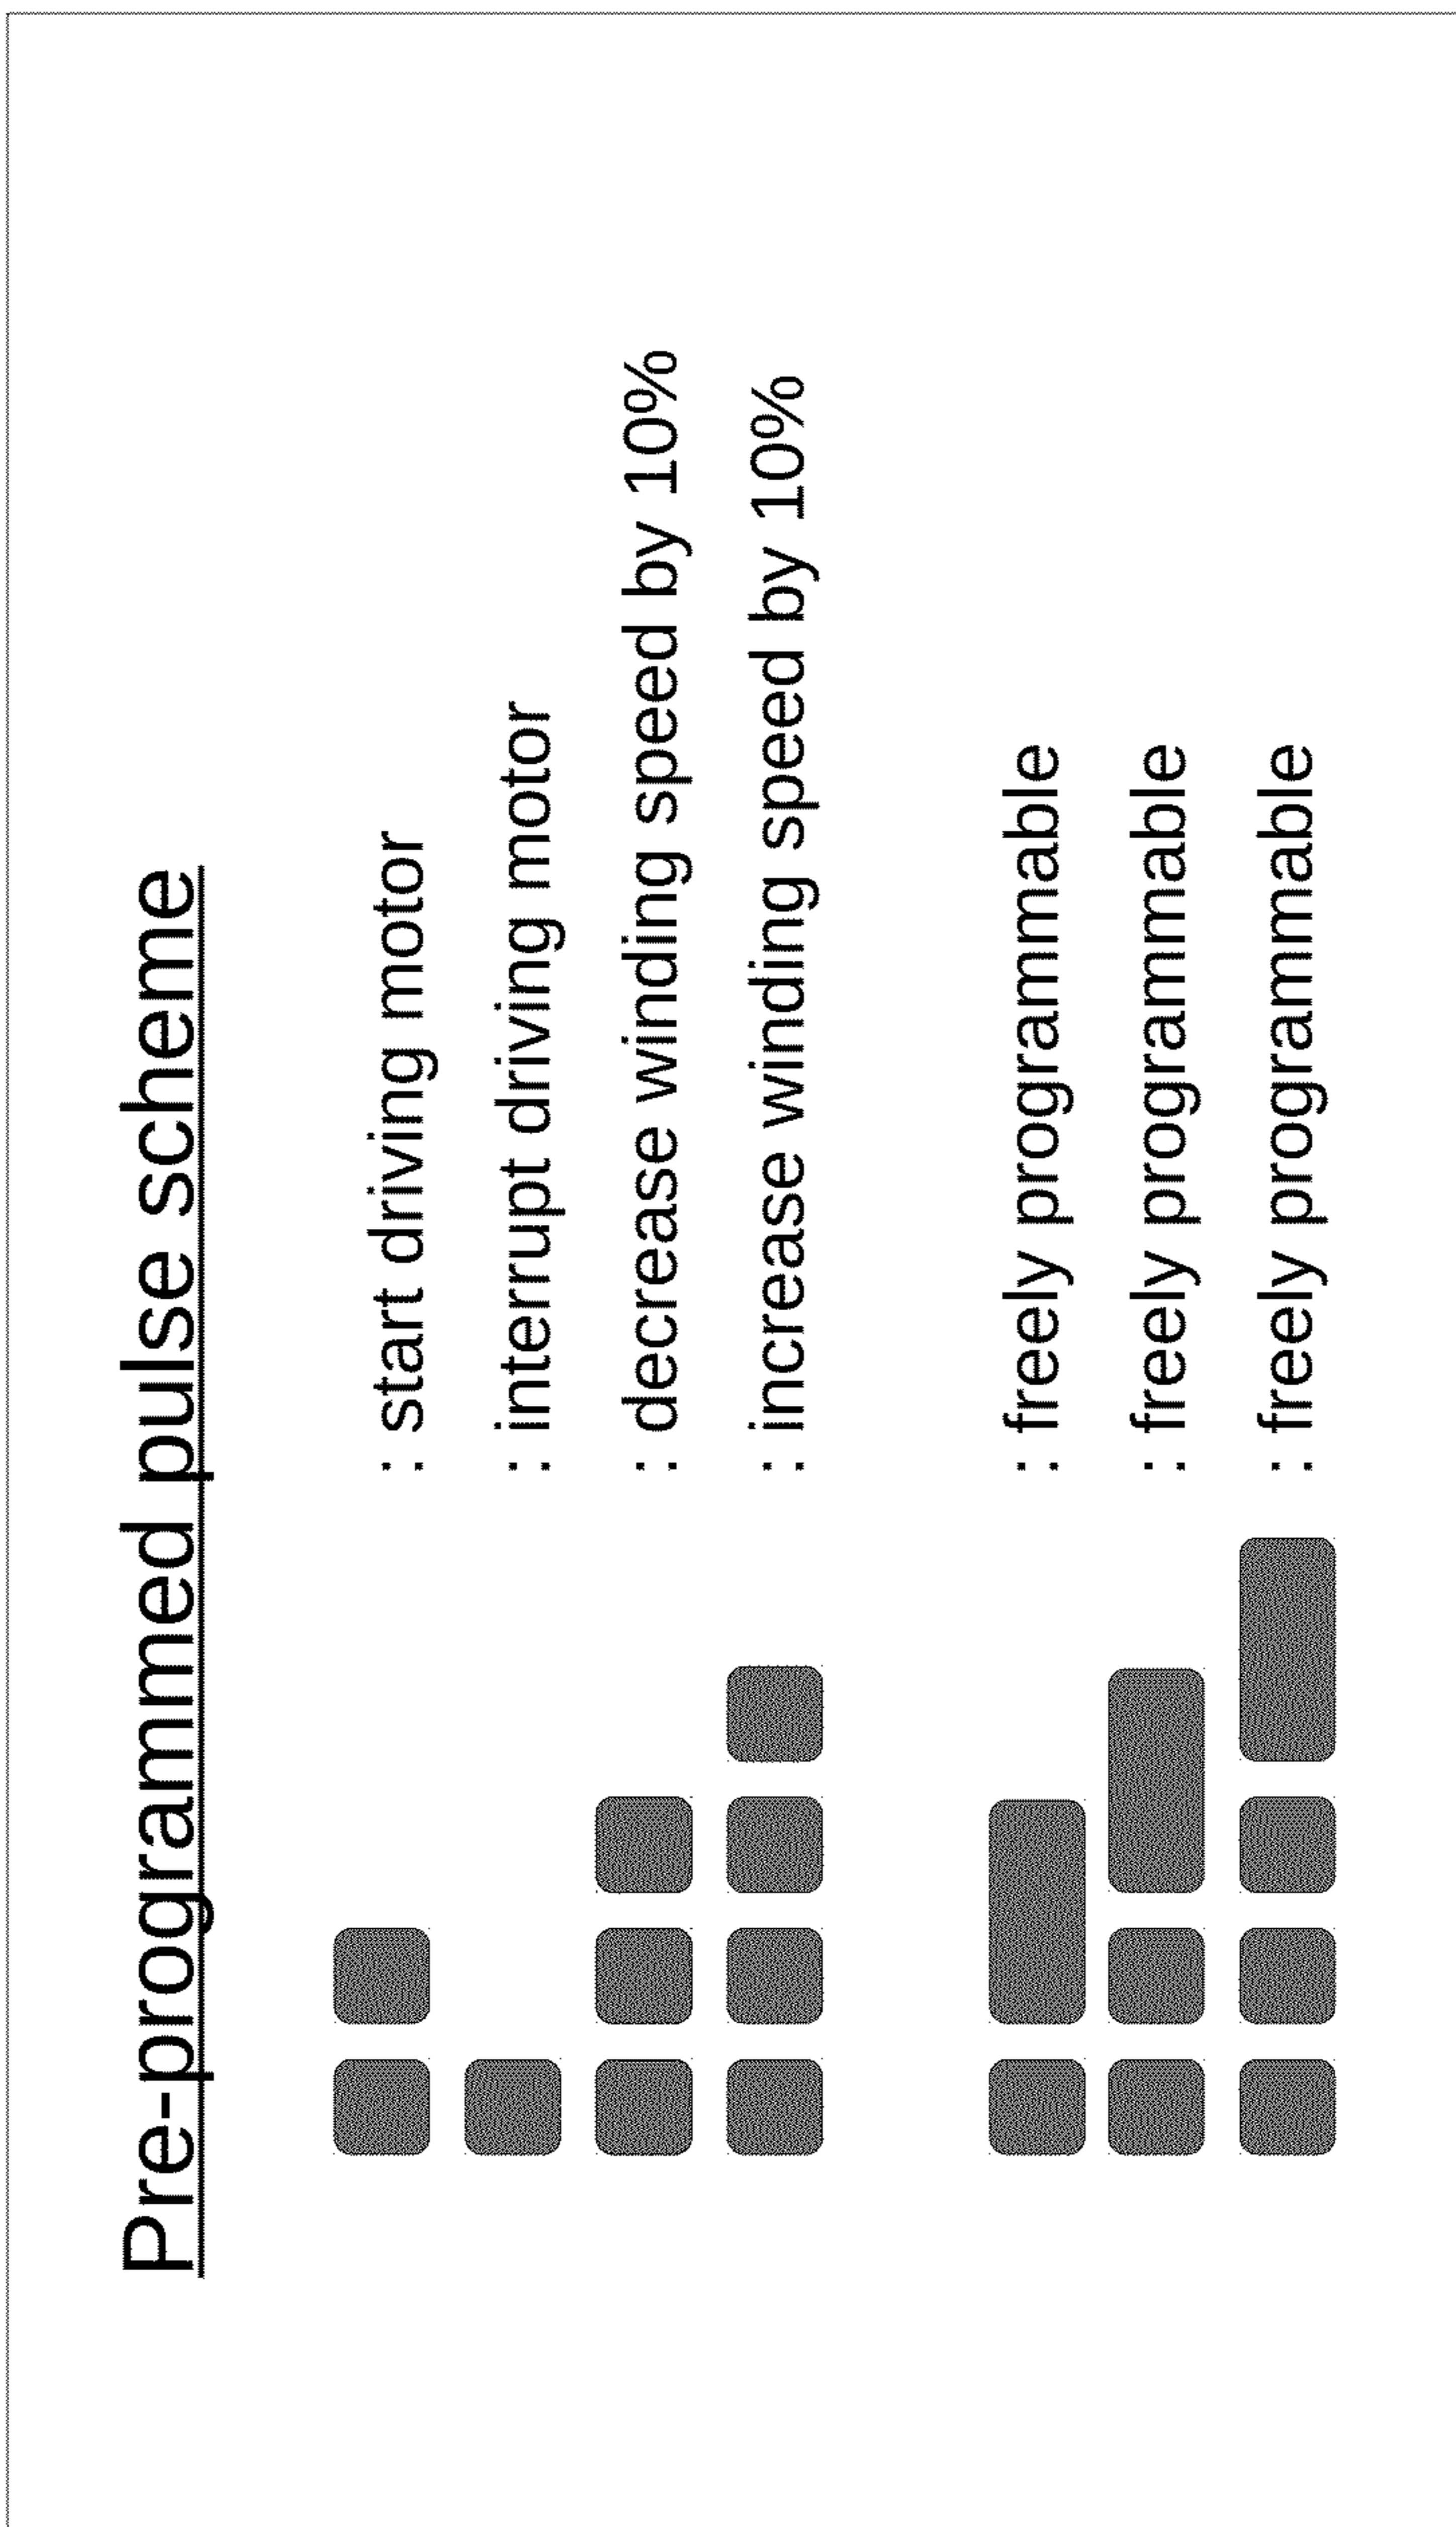 Pre-programmed pulse scheme
: start driving motor
: interrupt driving motor
: decrease winding speed by 10%
: increase winding speed by 10%
: freely programmable
: freely programmable
: freely programmable